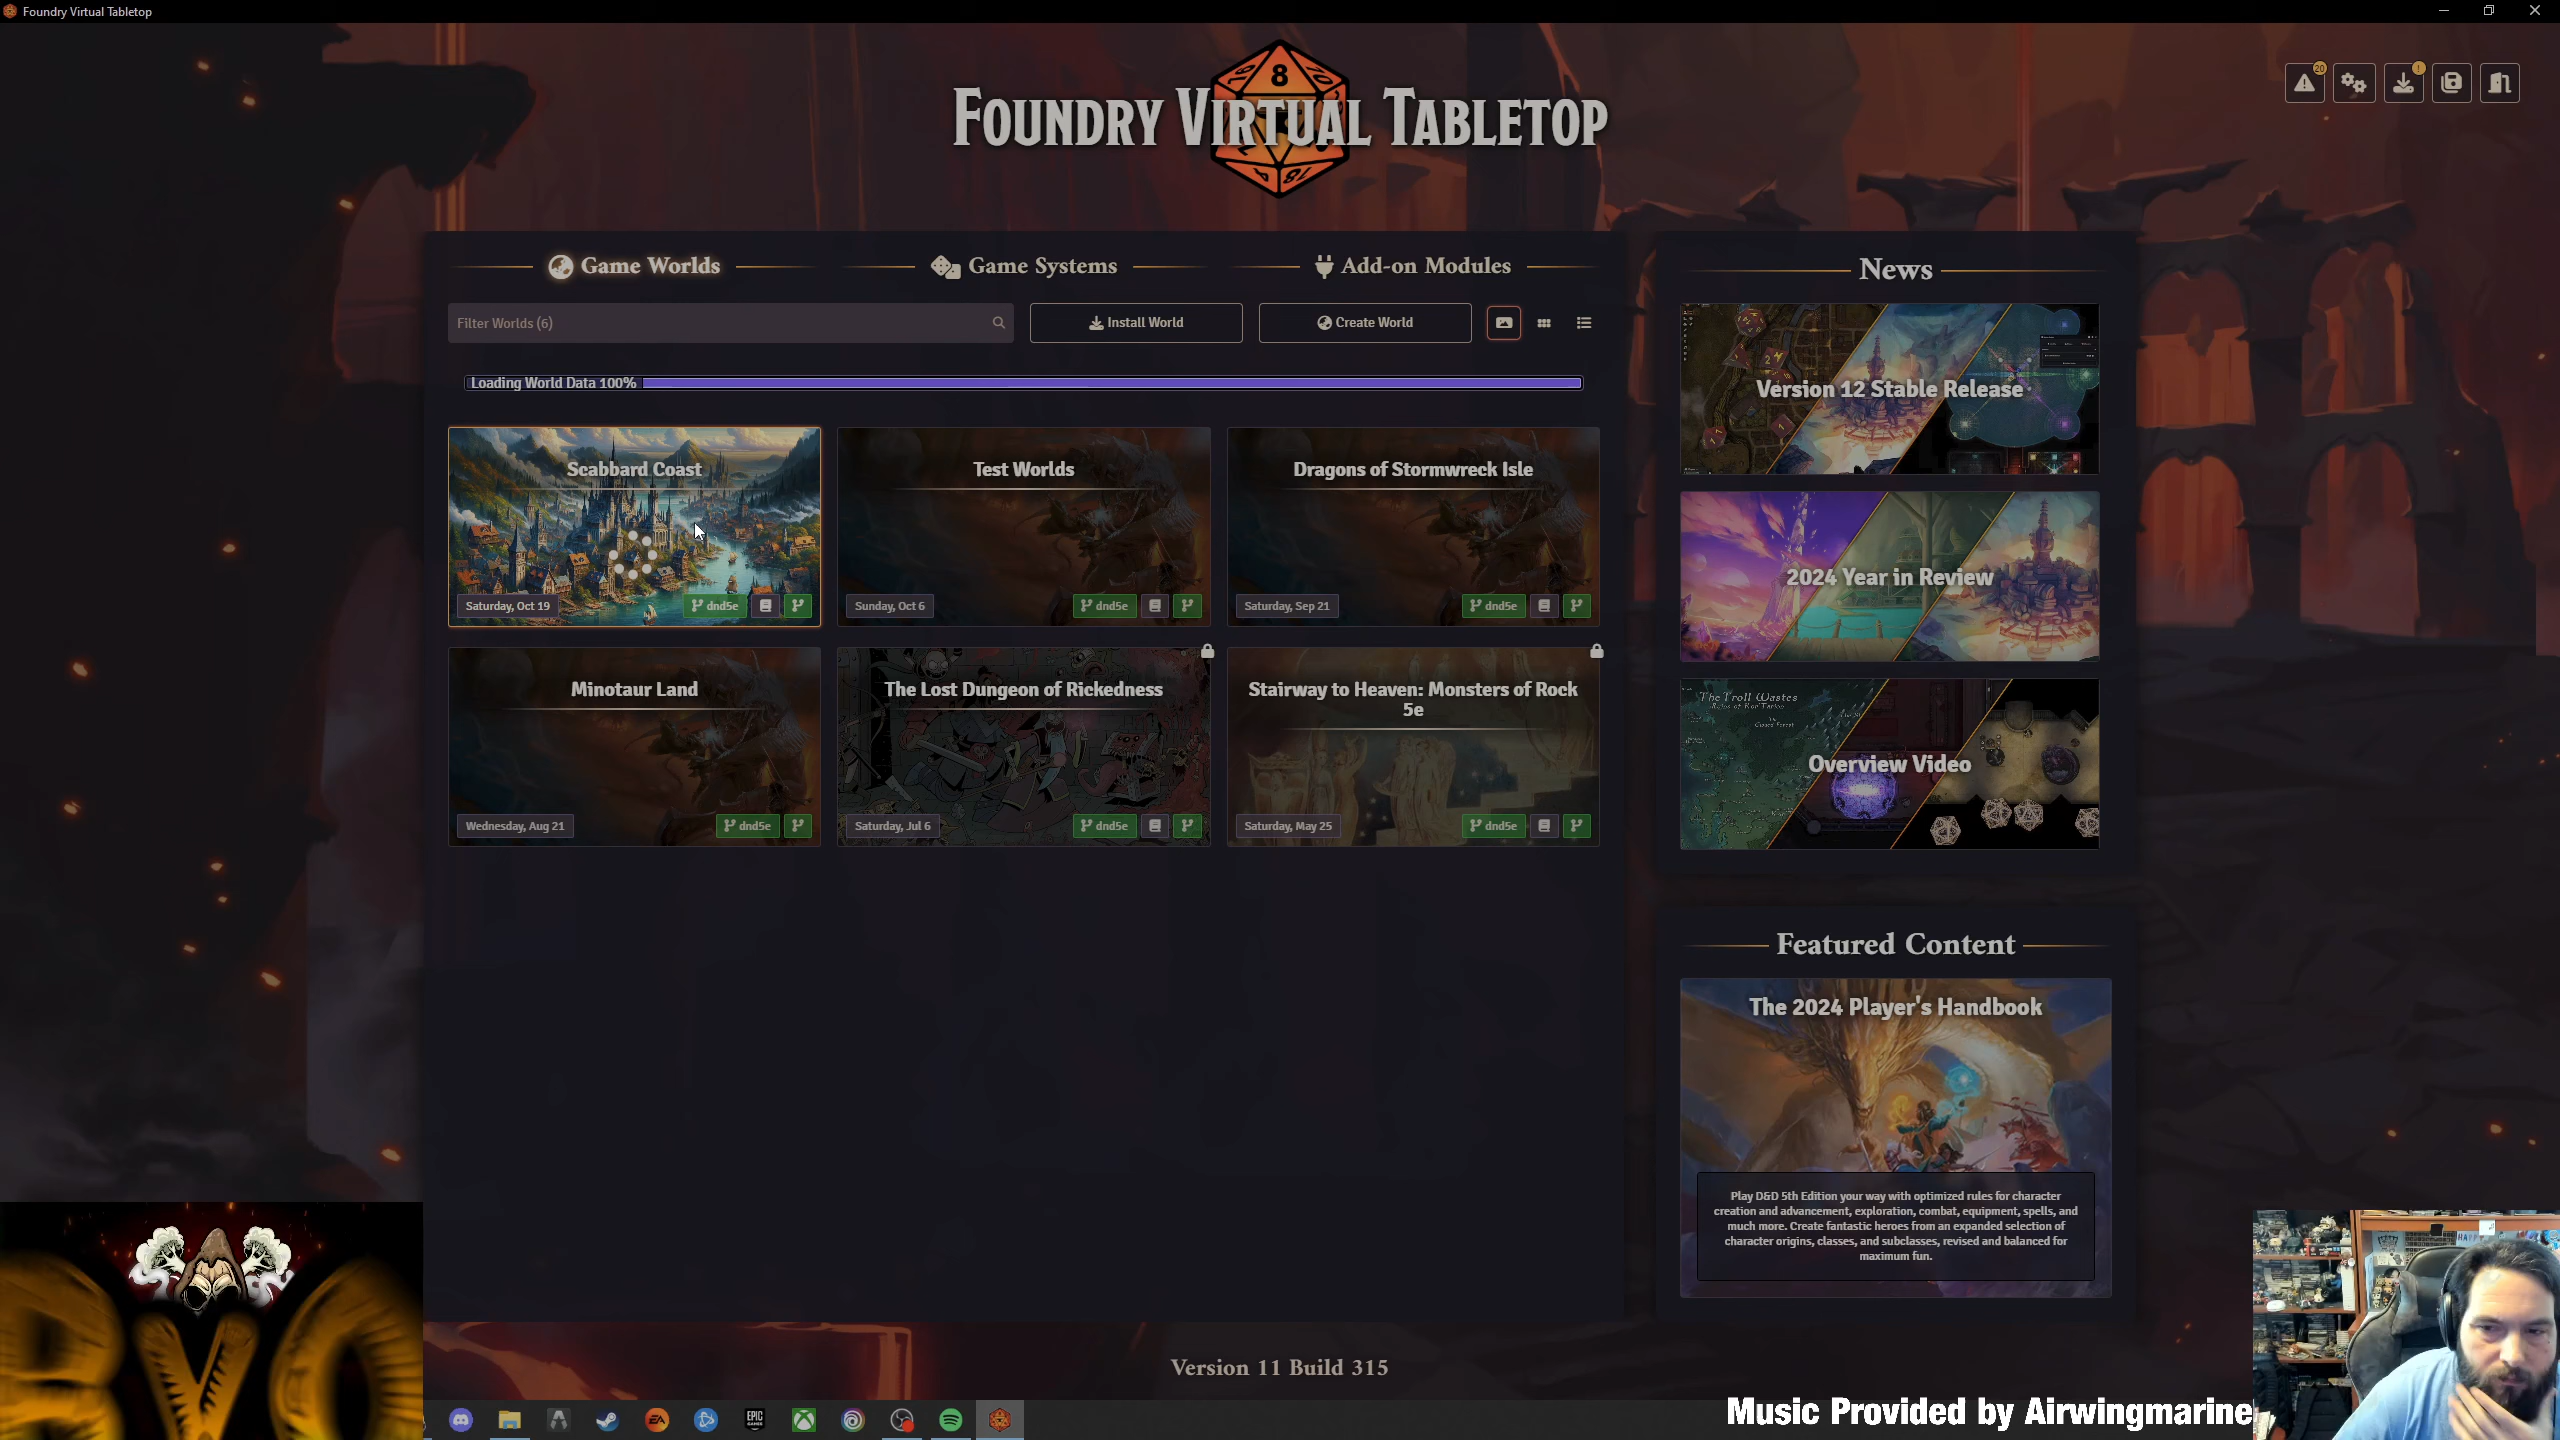 Foundry Virtual Tabletop
8
FOUNDRY VIRTUAL TABLETOP
20
!
Game Worlds
Game Systems
Add-on Modules
Filter Worlds (6)
Install World
Create World
Loading World Data 100%
Scabbard Coast
Saturday, Oct 19
dnd5e
Test Worlds
Sunday, Oct 6
dnd5e
Dragons of Stormwreck Isle
Saturday, Sep 21
dnd5e
Minotaur Land
Wednesday, Aug 21
dnd5e
The Lost Dungeon of Rickedness
Saturday, Jul 6
dnd5e
Stairway to Heaven: Monsters of Rock
5e
Saturday, May 25
dnd5e
News
Version 12 Stable Release
2024 Year in Review
The Troll Wastes
Overview Video
Featured Content
The 2024 Player's Handbook
Play D&D 5th Edition your way with optimized rules for character
creation and advancement, exploration, combat, equipment, spells, and
much more. Create fantastic heroes from an expanded selection of
character origins, classes, and subclasses, revised and balanced for
maximum fun.
Version 11 Build 315
EPIC
EA
Music Provided by Airwingmarine